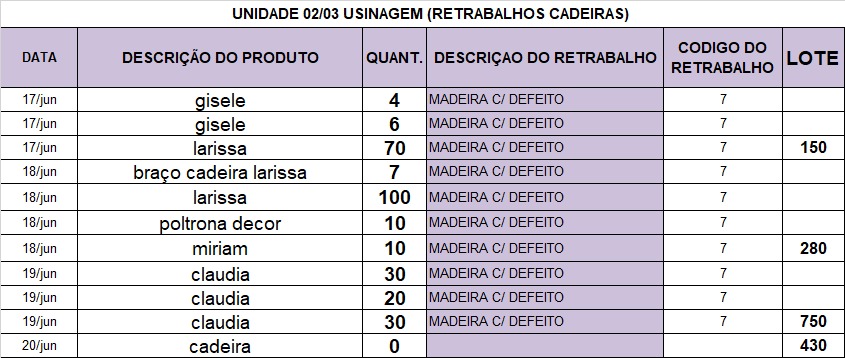 UNIDADE 02/03 USINAGEM (RETRABALHOS CADEIRAS)
DATA DESCRIÇÃO DO PRODUTO QUANT. DESCRIÇAO DO RETRABALHO CODIGO DO RETRABALHO LOTE
17/jun gisele 4 MADEIRA C/ DEFEITO 7
17/jun gisele 6 MADEIRA C/ DEFEITO 7
17/jun larissa 70 MADEIRA C/ DEFEITO 7 150
18/jun braço cadeira larissa 7 MADEIRA C/ DEFEITO 7
18/jun larissa 100 MADEIRA C/ DEFEITO 7
18/jun poltrona decor 10 MADEIRA C/ DEFEITO 7
18/jun miriam 10 MADEIRA C/ DEFEITO 7 280
19/jun claudia 30 MADEIRA C/ DEFEITO 7
19/jun claudia 20 MADEIRA C/ DEFEITO 7
19/jun claudia 30 MADEIRA C/ DEFEITO 7 750
20/jun cadeira 0 430